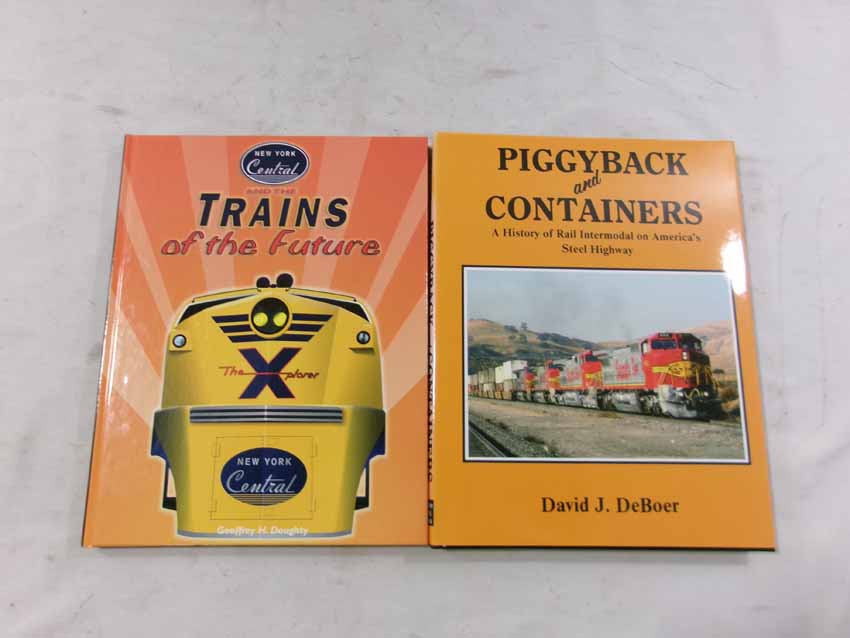 NEW YORK
Central
AND THE
TRAINS
of the Future
The Xplorer
NEW YORK
Central
Geoffrey H. Doughty
PIGGYBACK
and
CONTAINERS
A History of Rail Intermodal on America's
Steel Highway
David J. DeBoer